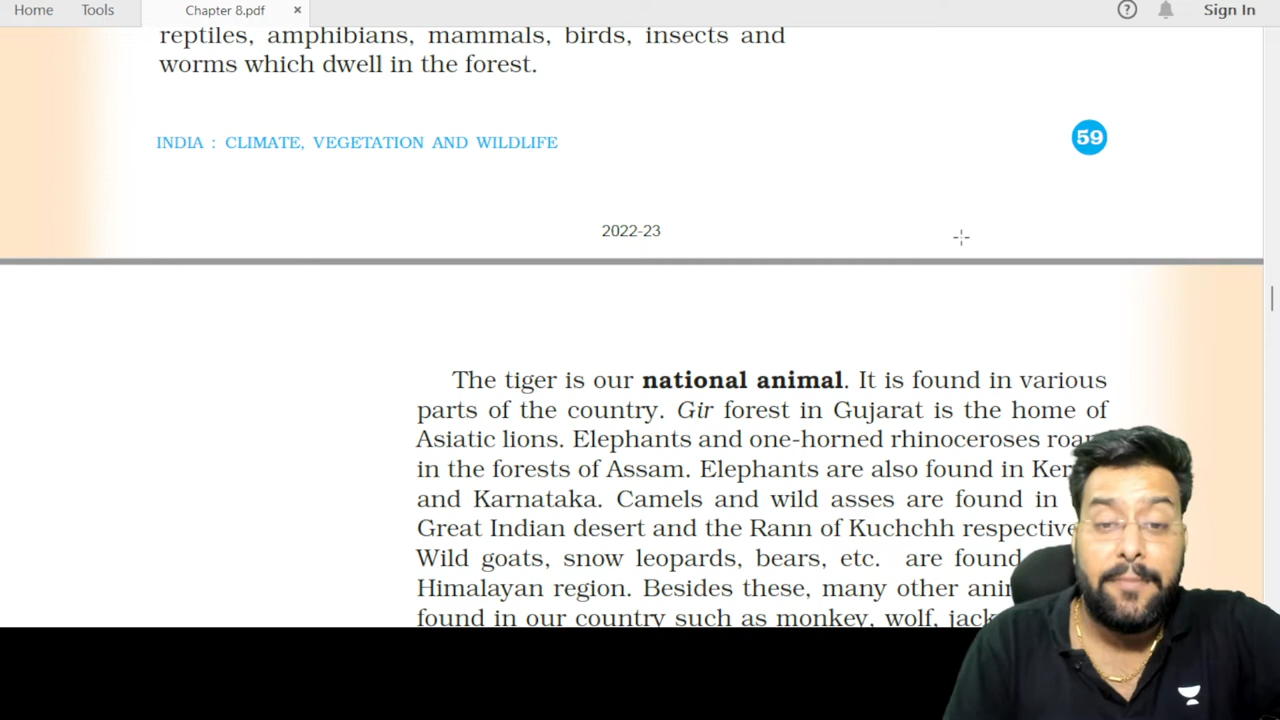 Home Tools Chapter 8.pdf × ? Sign In
reptiles, amphibians, mammals, birds, insects and
worms which dwell in the forest.
INDIA : CLIMATE, VEGETATION AND WILDLIFE 59
2022-23
The tiger is our national animal. It is found in various
parts of the country. Gir forest in Gujarat is the home of
Asiatic lions. Elephants and one-horned rhinoceroses
in the forests of Assam. Elephants are also found in
and Karnataka. Camels and wild asses are found in
Great Indian desert and the Rann of Kuchchh
Wild goats, snow leopards, bears, etc. are found
Himalayan region. Besides these, many other
found in our country such as monkey, wolf,